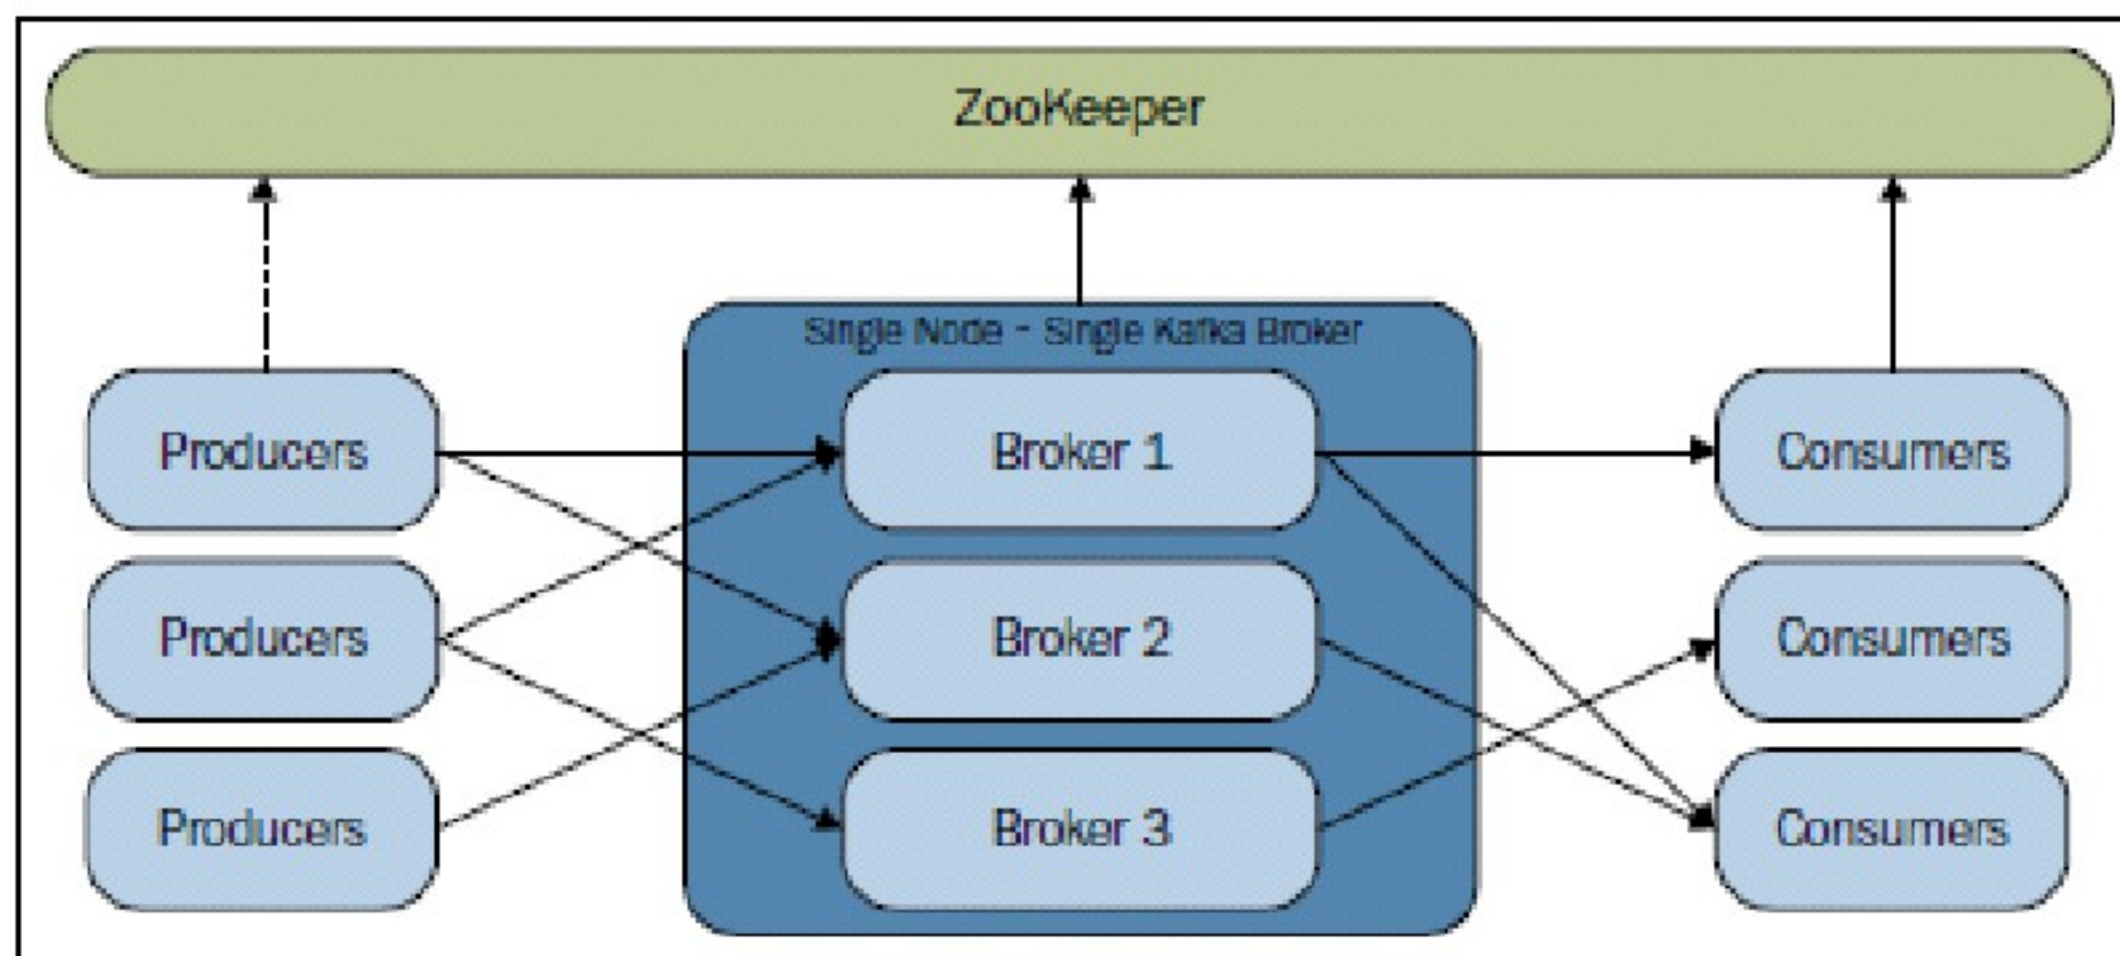 ZooKeeper
Single Node - Single Kafka Broker
Producers
Broker 1
Consumers
Producers
Broker 2
Consumers
Producers
Broker 3
Consumers